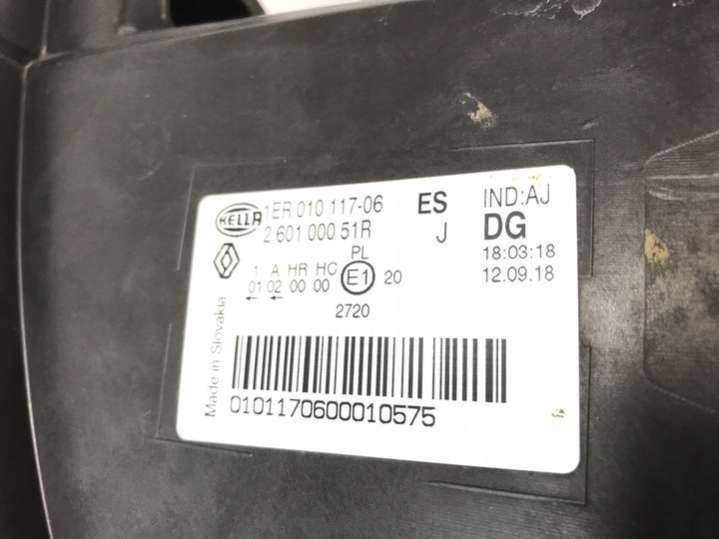 HELLA 1ER 010 117-06 ES IND:AJ
2 601 000 51R J DG
PL 18:03:18
1 A HR HC E1 20 12.09.18
01 02 00 00
2720
Made in Slovakia
0101170600010575